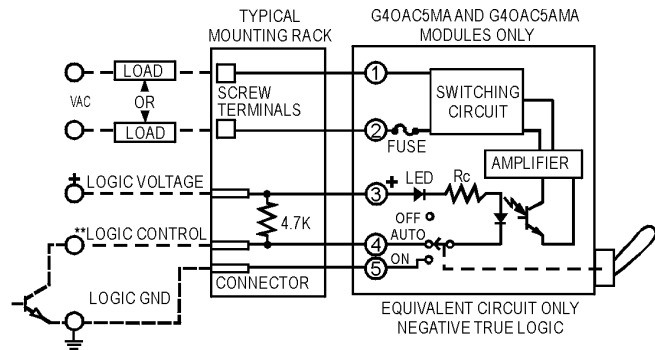 TYPICAL
MOUNTING RACK
G4OAC5MA AND G4OAC5AMA
MODULES ONLY
LOAD
VAC
OR
LOAD
SCREW
TERMINALS
1
2
FUSE
SWITCHING
CIRCUIT
AMPLIFIER
+
LOGIC VOLTAGE
4.7K
3
+
LED
Rc
OFF
**LOGIC CONTROL
4
AUTO
5
ON
LOGIC GND
CONNECTOR
EQUIVALENT CIRCUIT ONLY
NEGATIVE TRUE LOGIC